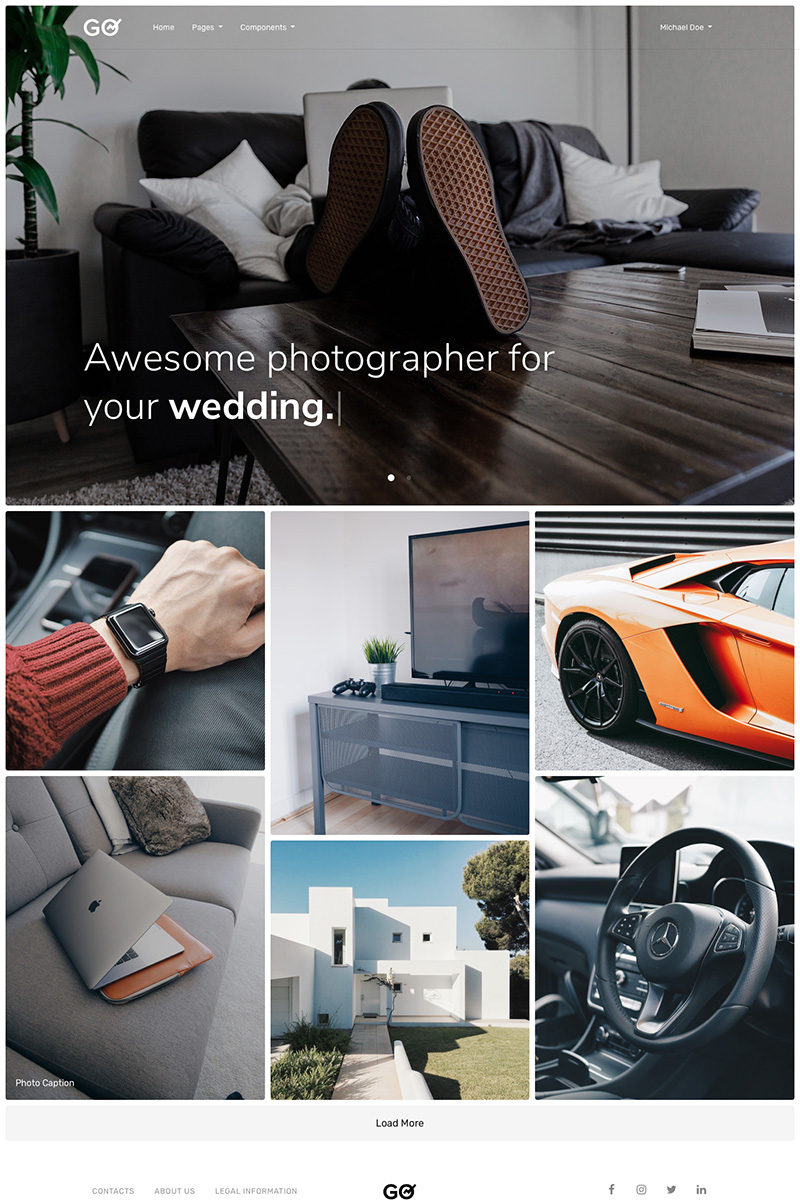 GO
Home Pages Components Michael Doe
Awesome photographer for
your wedding.
Photo Caption
Load More
CONTACTS ABOUT US LEGAL INFORMATION GO